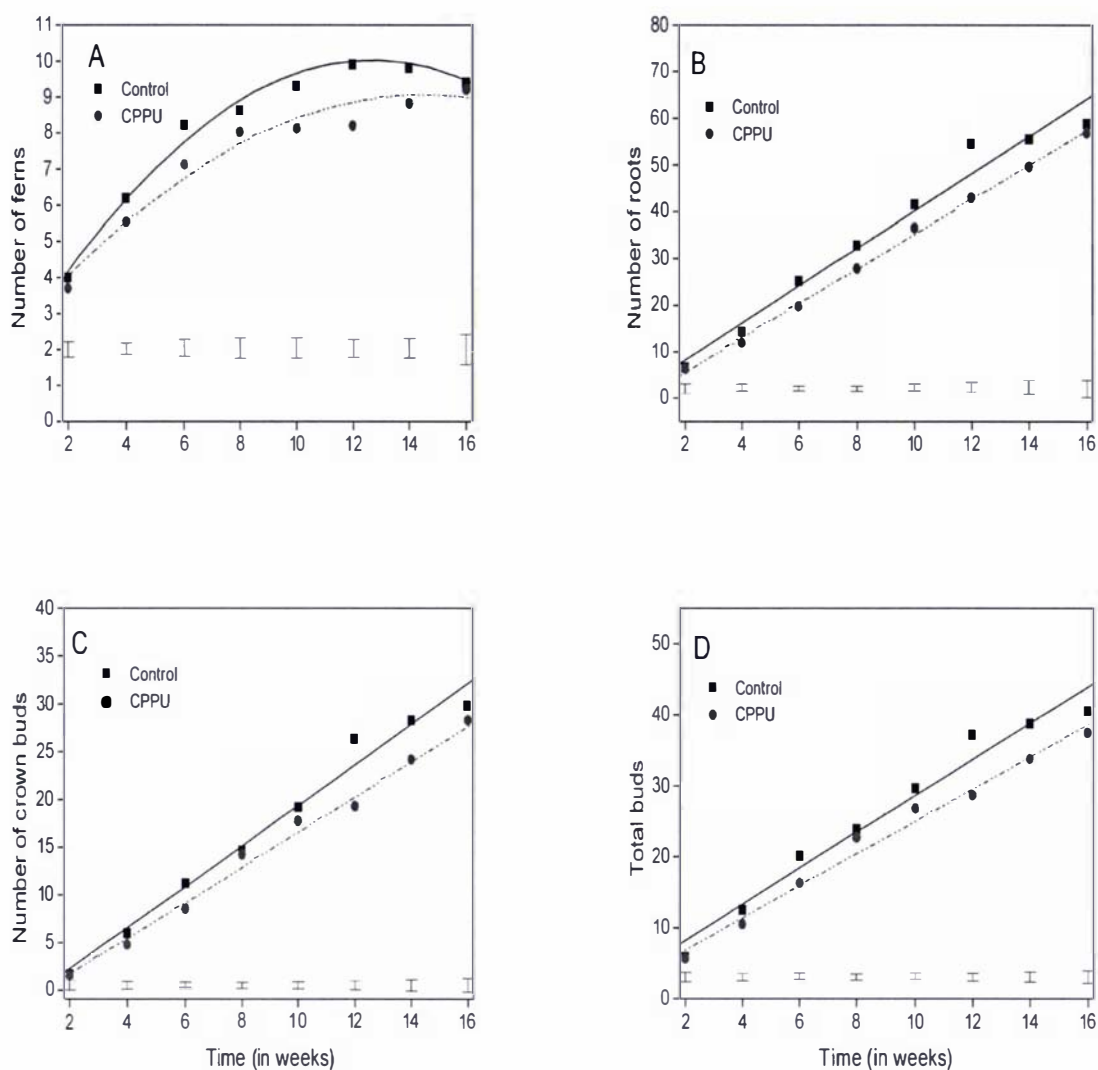 A
Control
CPPU
Number of ferns
11
10
9
8
7
6
5
4
3
2
1
0
2 4 6 8 10 12 14 16
B
Control
CPPU
Number of roots
80
70
60
50
40
30
20
10
0
2 4 6 8 10 12 14 16
C
Control
CPPU
Number of crown buds
40
35
30
25
20
15
10
5
0
2 4 6 8 10 12 14 16
Time (in weeks)
D
Control
CPPU
Total buds
50
40
30
20
10
0
2 4 6 8 10 12 14 16
Time (in weeks)